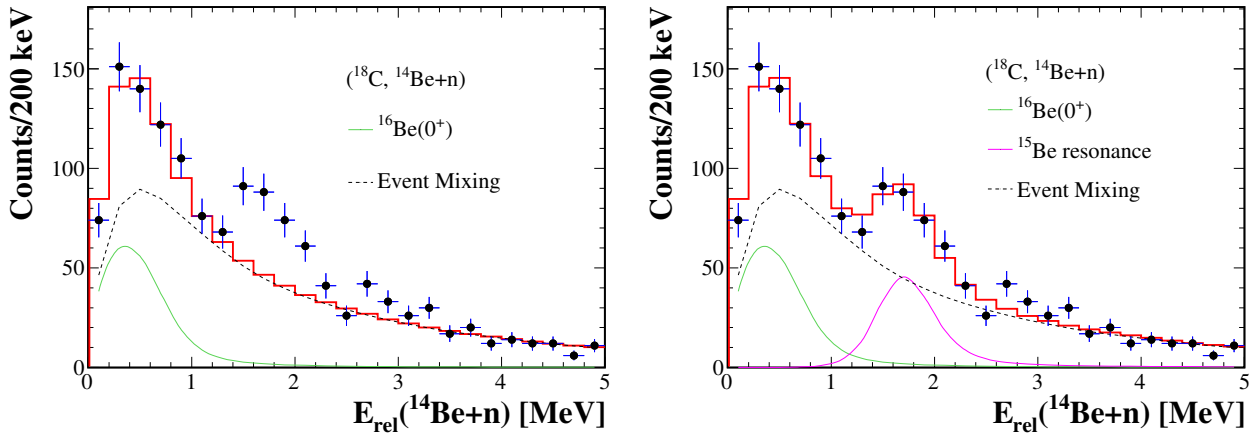 Counts/200 keV
150
100
50
0
(¹⁸C, ¹⁴Be+n)
¹⁶Be(0⁺)
Event Mixing
0 1 2 3 4 5
E_rel(¹⁴Be+n) [MeV]
Counts/200 keV
150
100
50
0
(¹⁸C, ¹⁴Be+n)
¹⁶Be(0⁺)
¹⁵Be resonance
Event Mixing
0 1 2 3 4 5
E_rel(¹⁴Be+n) [MeV]